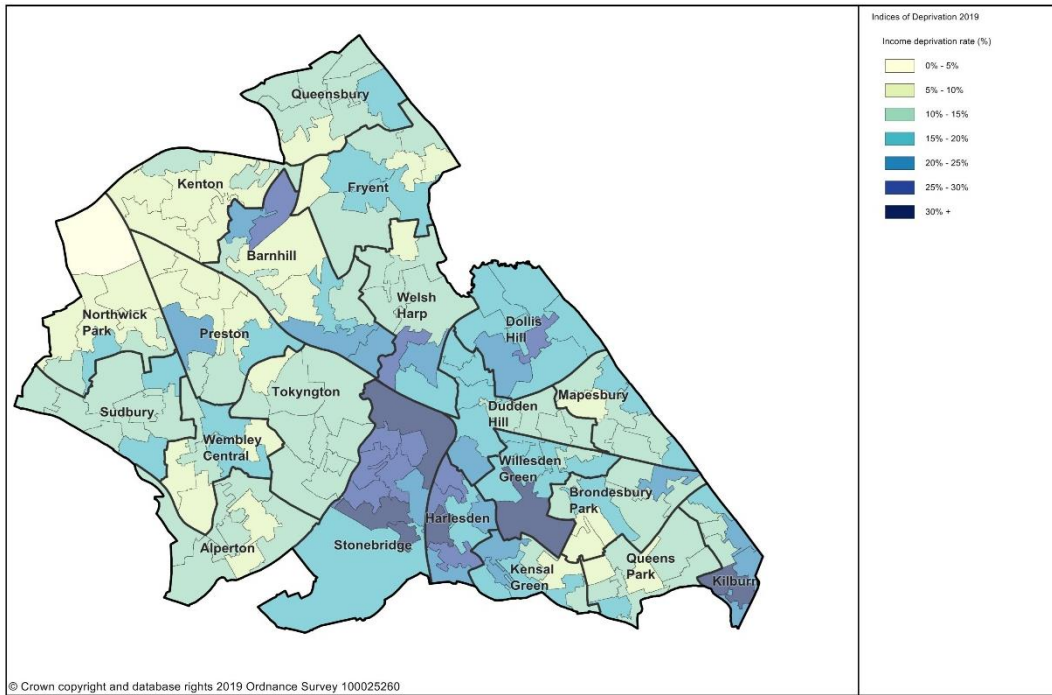 Indices of Deprivation 2019
Income deprivation rate (%)
0% - 5%
5% - 10%
10% - 15%
15% - 20%
20% - 25%
25% - 30%
30% +
Queensbury
Kenton
Fryent
Barnhill
Welsh
Harp
Northwick
Park
Preston
Dollis
Hill
Tokyngton
Mapesbury
Sudbury
Dudden
Hill
Wembley
Central
Willesden
Green
Brondesbury
Park
Harlesden
Stonebridge
Alperton
Kensal
Green
Queens
Park
Kilburn
© Crown copyright and database rights 2019 Ordnance Survey 100025260